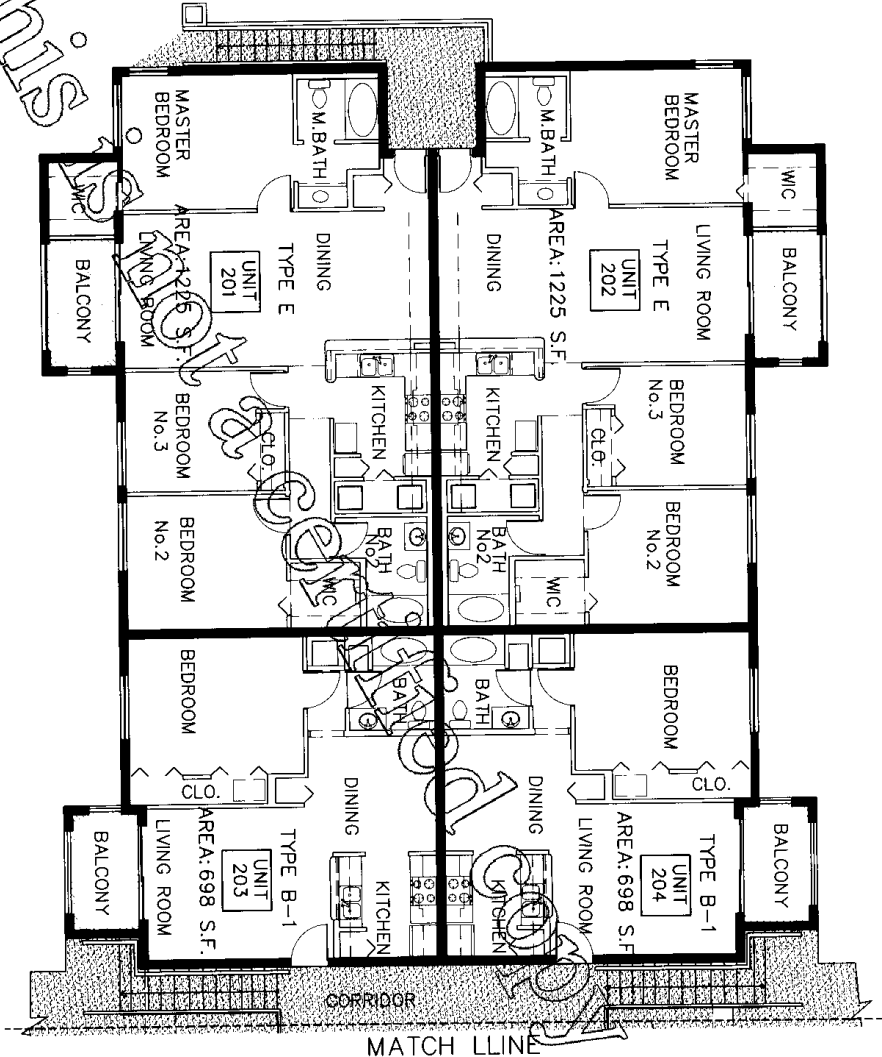 This is not a certified copy
MASTER
BEDROOM
M.BATH
WIC
BALCONY
AREA: 1225 S.F.
LIVING ROOM
UNIT
201
TYPE E
DINING
BEDROOM
No.3
CLO.
KITCHEN
BEDROOM
No.2
WIC
BATH
No2
M.BATH
MASTER
BEDROOM
WIC
BALCONY
DINING
AREA: 1225 S.F
UNIT
202
TYPE E
LIVING ROOM
KITCHEN
CLO.
BEDROOM
No.3
BATH
No2
WIC
BEDROOM
No.2
BEDROOM
BATH
CLO.
DINING
BALCONY
LIVING ROOM
AREA: 698 S.F.
UNIT
203
TYPE B-1
KITCHEN
BATH
BEDROOM
CLO.
DINING
KITCHEN
LIVING ROOM
AREA: 698 S.F
UNIT
204
TYPE B-1
BALCONY
CORRIDOR
MATCH LLINE